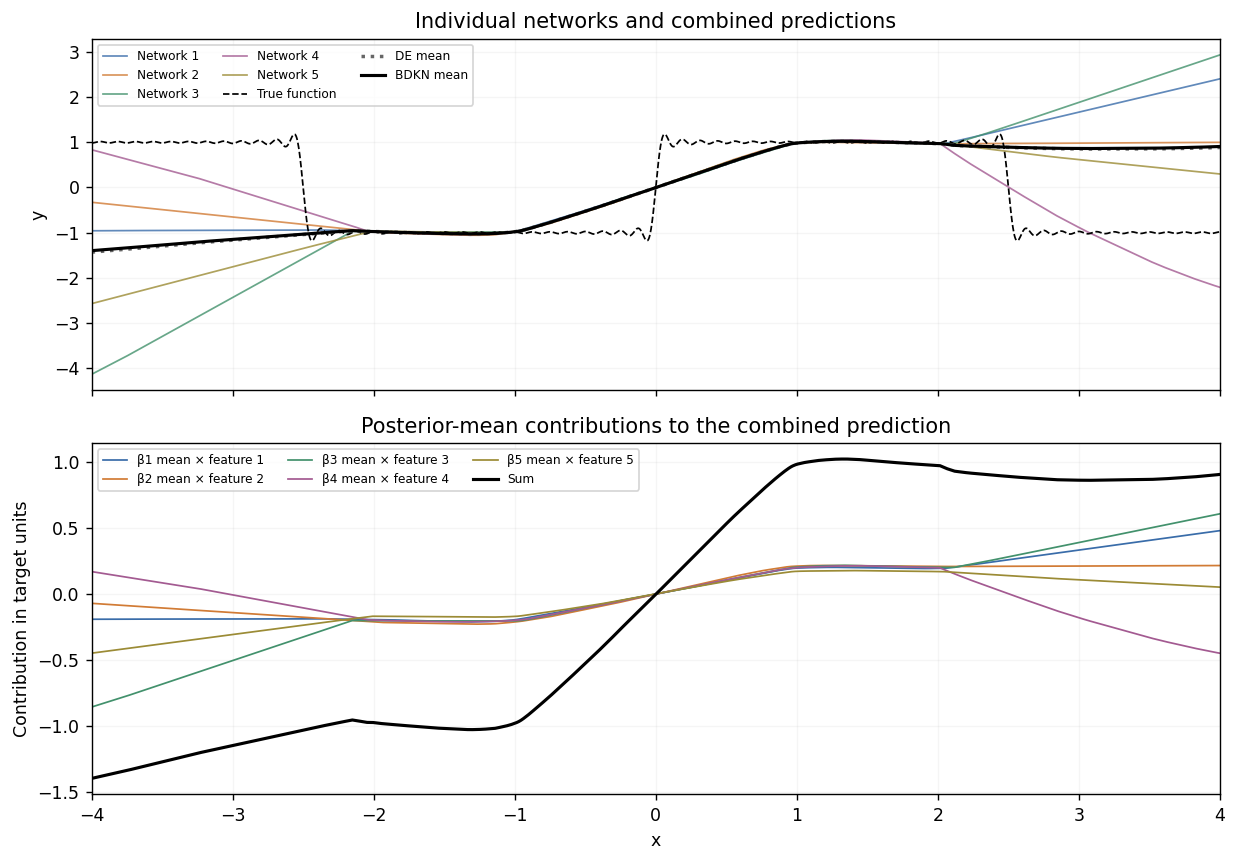 Individual networks and combined predictions
Network 1
Network 2
Network 3
Network 4
Network 5
True function
DE mean
BDKN mean
y
3
2
1
0
−1
−2
−3
−4
Posterior-mean contributions to the combined prediction
β1 mean × feature 1
β2 mean × feature 2
β3 mean × feature 3
β4 mean × feature 4
β5 mean × feature 5
Sum
Contribution in target units
1.0
0.5
0.0
−0.5
−1.0
−1.5
−4 −3 −2 −1 0 1 2 3 4
x